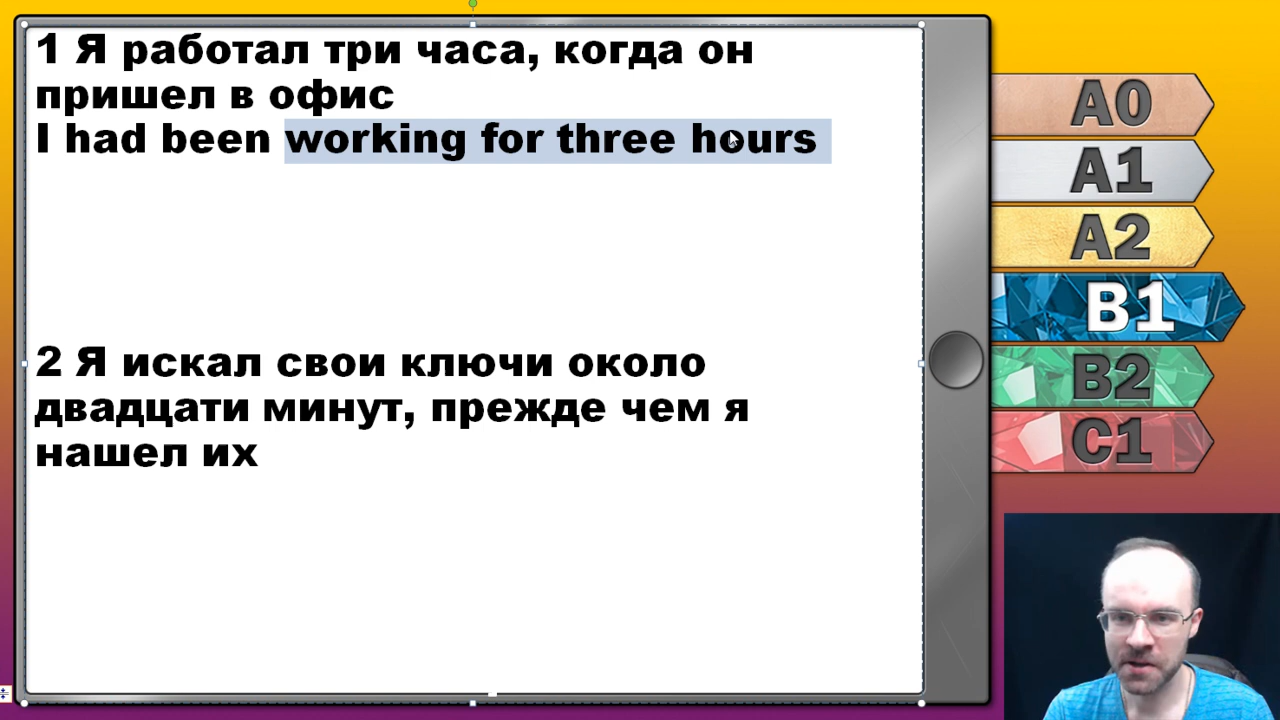 1 Я работал три часа, когда он
пришел в офис
I had been working for three hours
2 Я искал свои ключи около
двадцати минут, прежде чем я
нашел их
A0
A1
A2
B1
B2
C1